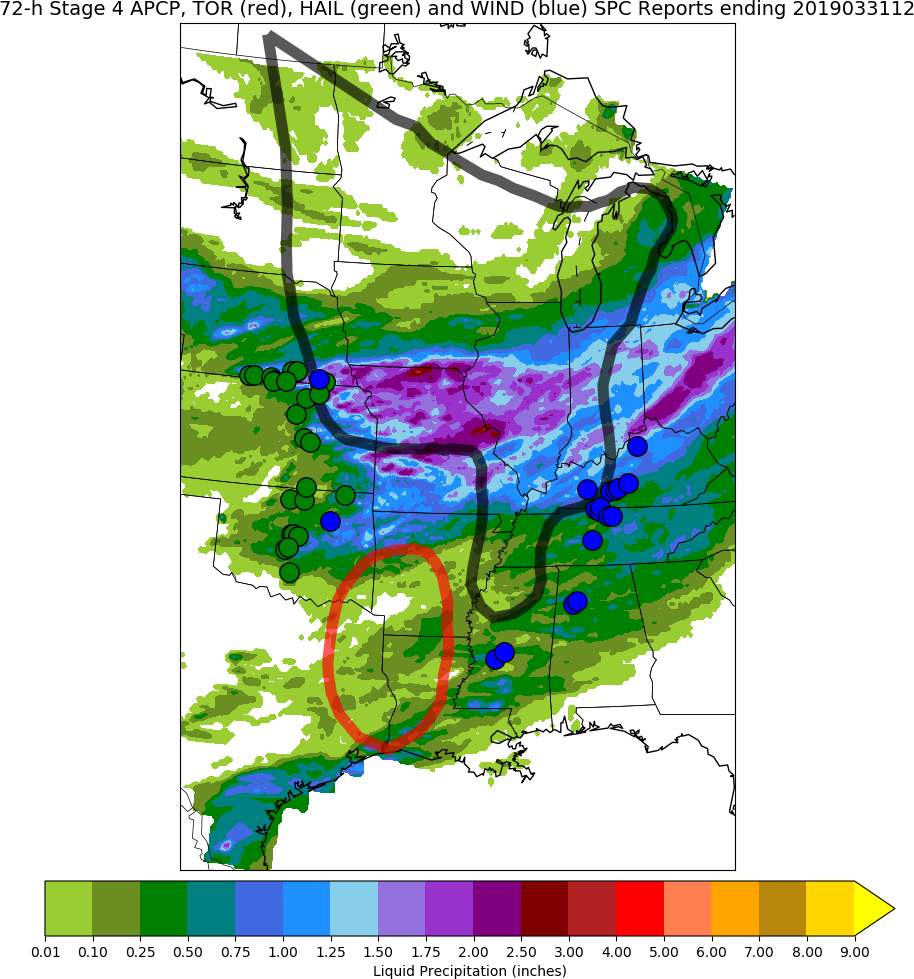 72-h Stage 4 APCP, TOR (red), HAIL (green) and WIND (blue) SPC Reports ending 2019033112
0.01 0.10 0.25 0.50 0.75 1.00 1.25 1.50 1.75 2.00 2.50 3.00 4.00 5.00 6.00 7.00 8.00 9.00
Liquid Precipitation (inches)